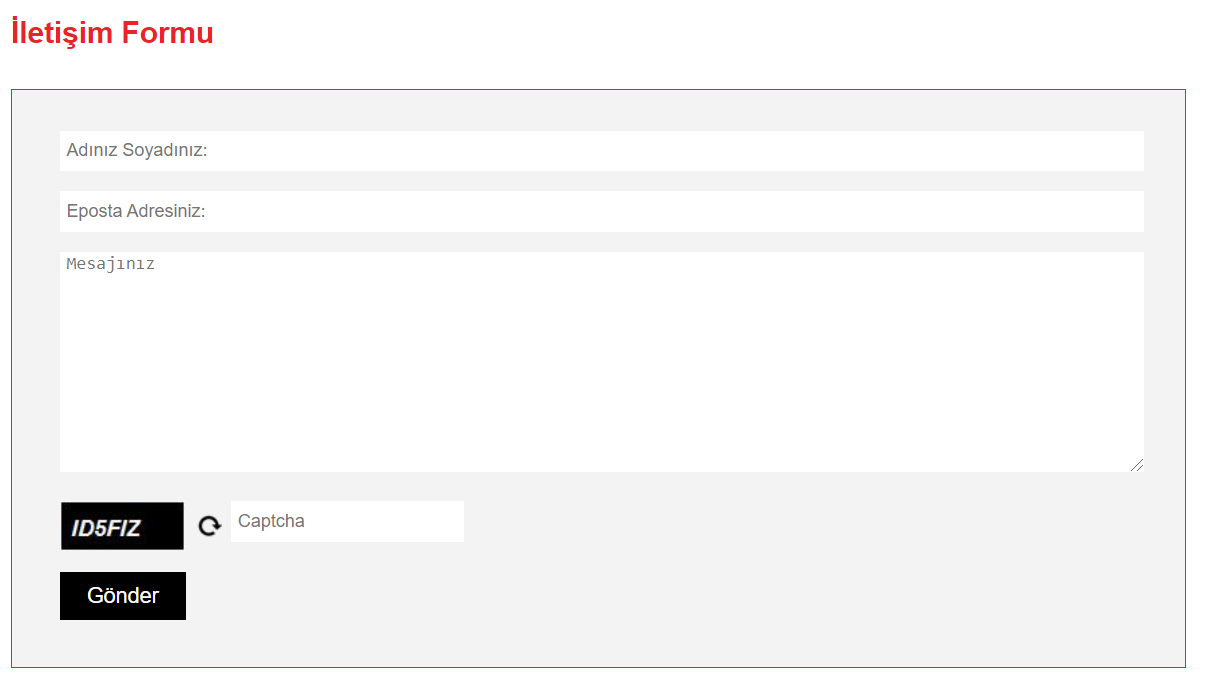 İletişim Formu
Adınız Soyadınız:
Eposta Adresiniz:
Mesajınız
ID5FIZ
Captcha
Gönder